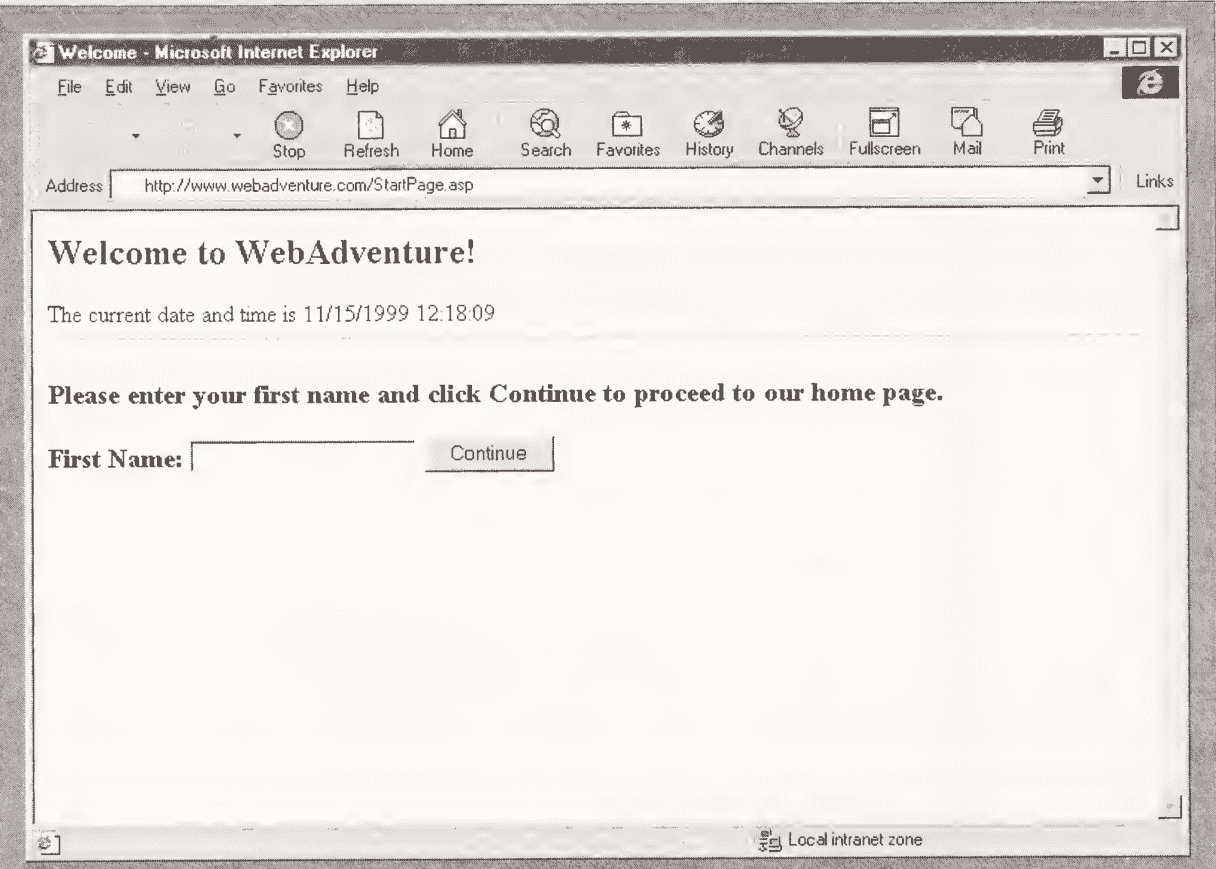 Welcome - Microsoft Internet Explorer
File Edit View Go Favorites Help
Stop Refresh Home Search Favorites History Channels Fullscreen Mail Print
Address http://www.webadventure.com/StartPage.asp Links
Welcome to WebAdventure!
The current date and time is 11/15/1999 12:18:09
Please enter your first name and click Continue to proceed to our home page.
First Name: Continue
Local intranet zone